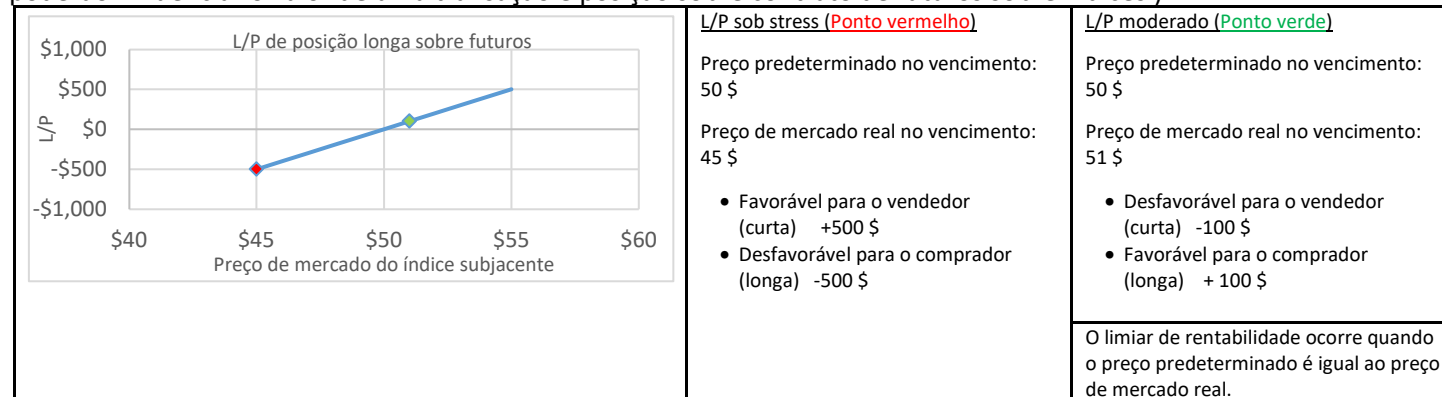 L/P de posição longa sobre futuros
$1,000
$500
$0
-$500
-$1,000
L/P
$40 $45 $50 $55 $60
Preço de mercado do índice subjacente
L/P sob stress (Ponto vermelho)
Preço predeterminado no vencimento:
50 $
Preço de mercado real no vencimento:
45 $
• Favorável para o vendedor
(curta) +500 $
• Desfavorável para o comprador
(longa) -500 $
L/P moderado (Ponto verde)
Preço predeterminado no vencimento:
50 $
Preço de mercado real no vencimento:
51 $
• Desfavorável para o vendedor
(curta) -100 $
• Favorável para o comprador
(longa) + 100 $
O limiar de rentabilidade ocorre quando
o preço predeterminado é igual ao preço
de mercado real.